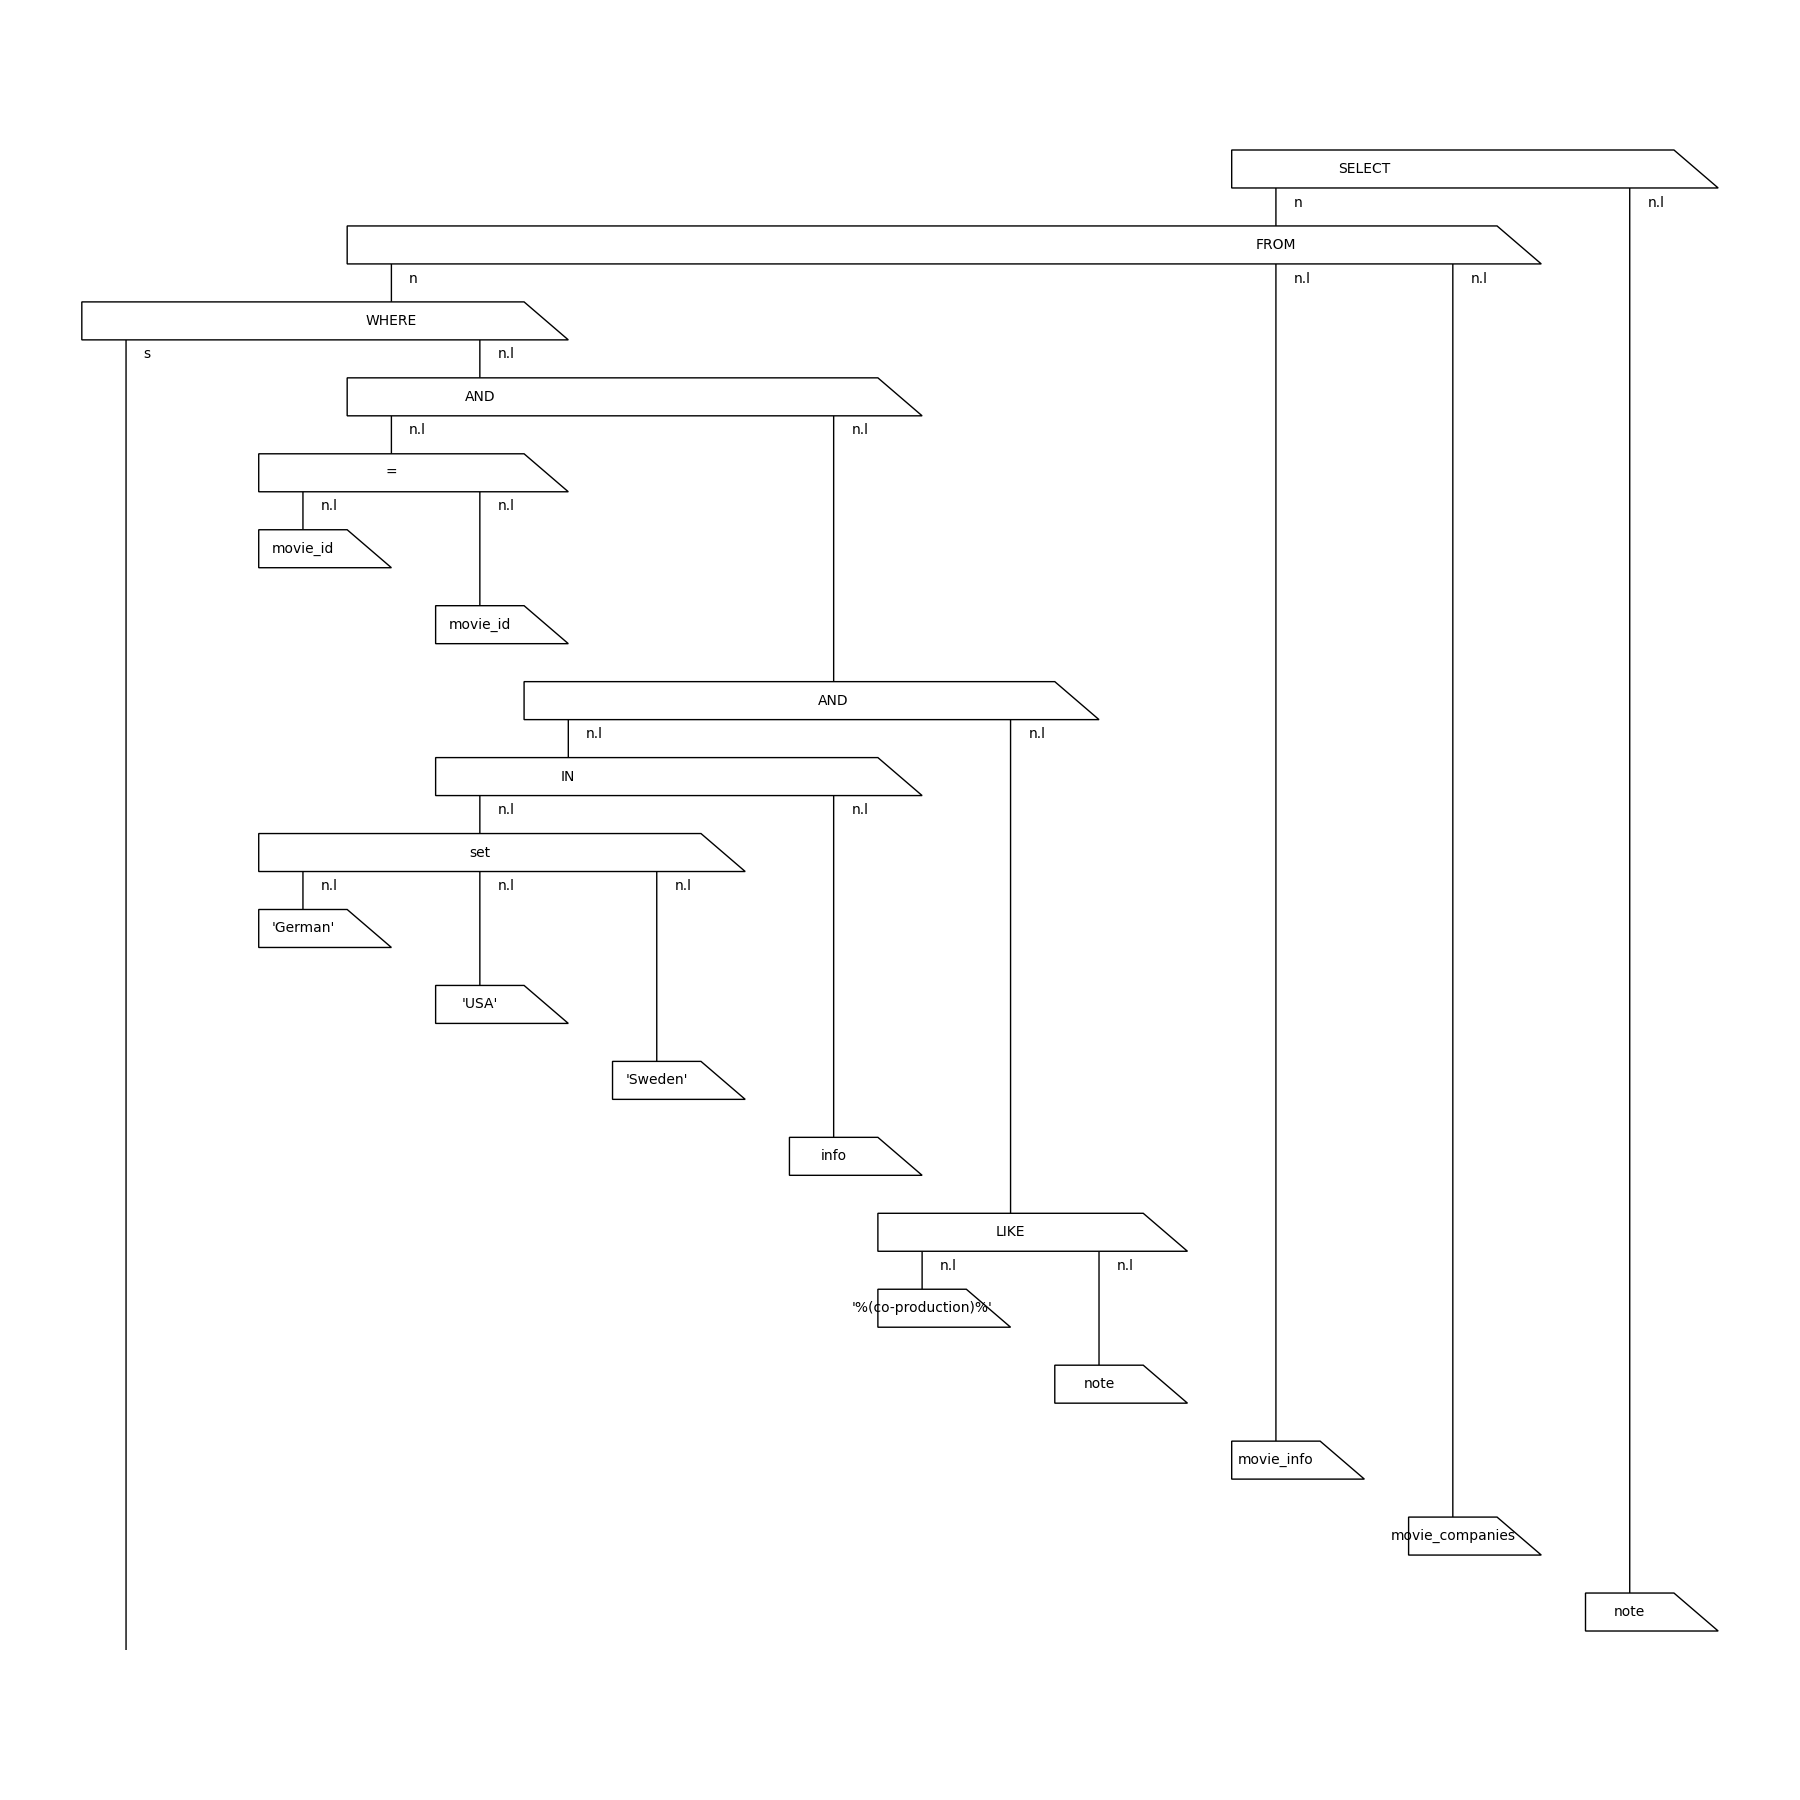 SELECT
n n.l
FROM
n n.l n.l
WHERE
s n.l
AND
n.l n.l
=
n.l n.l
movie_id
movie_id
AND
n.l n.l
IN
n.l n.l
set
n.l n.l n.l
'German'
'USA'
'Sweden'
info
LIKE
n.l n.l
'%(co-production)%'
note
movie_info
movie_companies
note